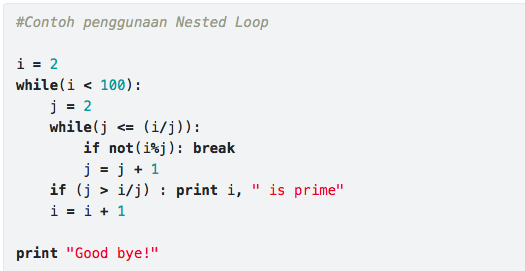 #Contoh penggunaan Nested Loop

i = 2
while(i < 100):
    j = 2
    while(j <= (i/j)):
        if not(i%j): break
        j = j + 1
    if (j > i/j) : print i, " is prime"
    i = i + 1

print "Good bye!"